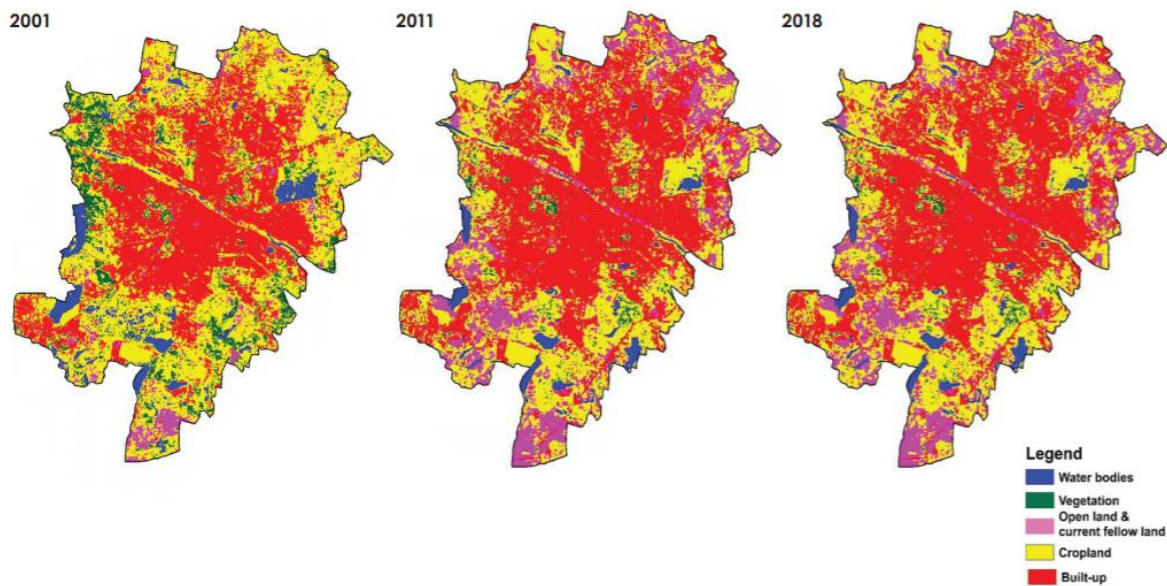 2001
2011
2018
Legend
Water bodies
Vegetation
Open land &
current fellow land
Cropland
Built-up